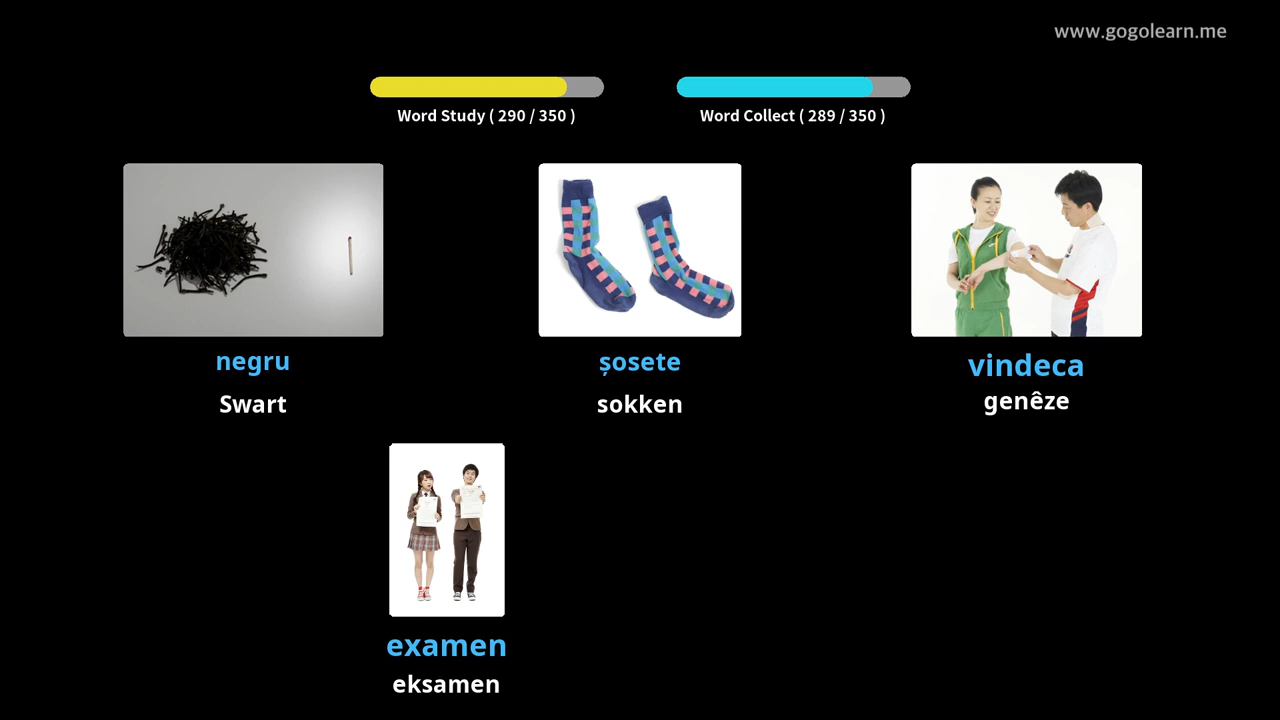 www.gogolearn.me
Word Study ( 290 / 350 )
Word Collect ( 289 / 350 )
negru
șosete
vindeca
Swart
sokken
genêze
examen
eksamen